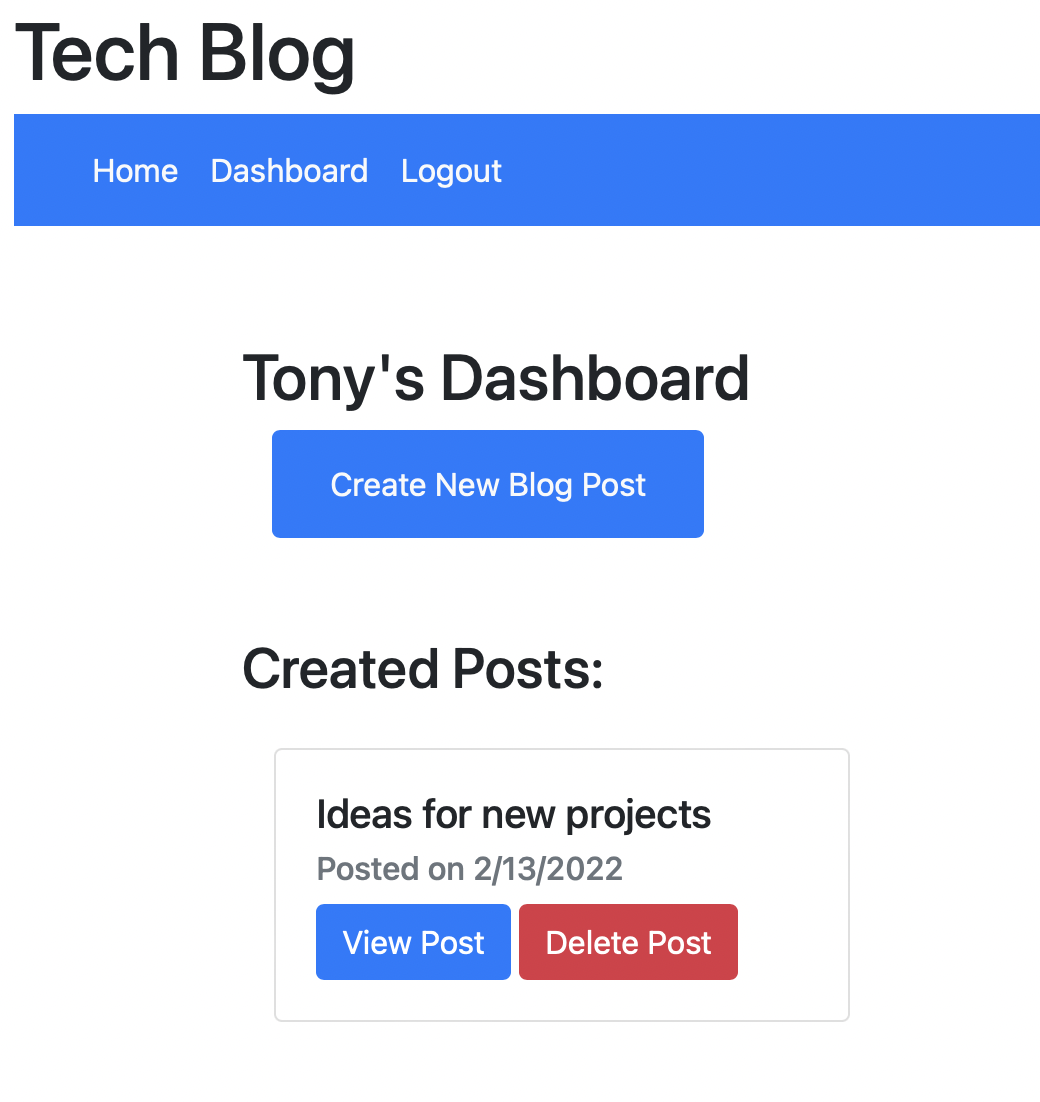 Tech Blog
Home Dashboard Logout
Tony's Dashboard
Create New Blog Post
Created Posts:
Ideas for new projects
Posted on 2/13/2022
View Post Delete Post